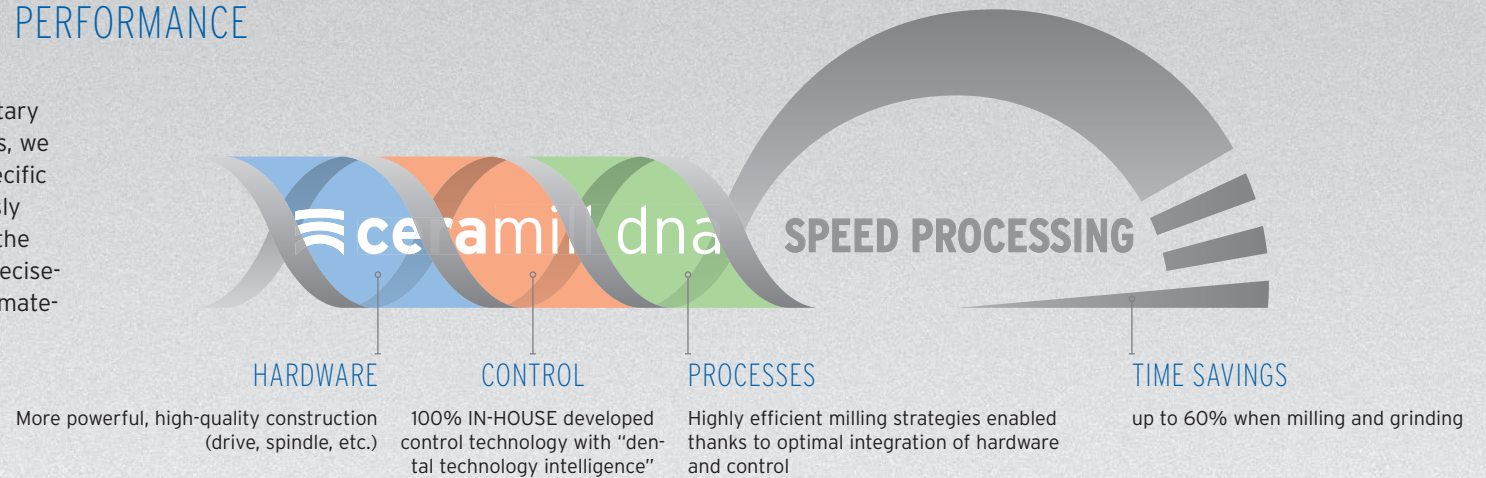 PERFORMANCE
tary
s, we
ecific
sly
the
ecise-
mate-
ceramill dna
SPEED PROCESSING
HARDWARE
More powerful, high-quality construction
(drive, spindle, etc.)
CONTROL
100% IN-HOUSE developed
control technology with “den-
tal technology intelligence”
PROCESSES
Highly efficient milling strategies enabled
thanks to optimal integration of hardware
and control
TIME SAVINGS
up to 60% when milling and grinding